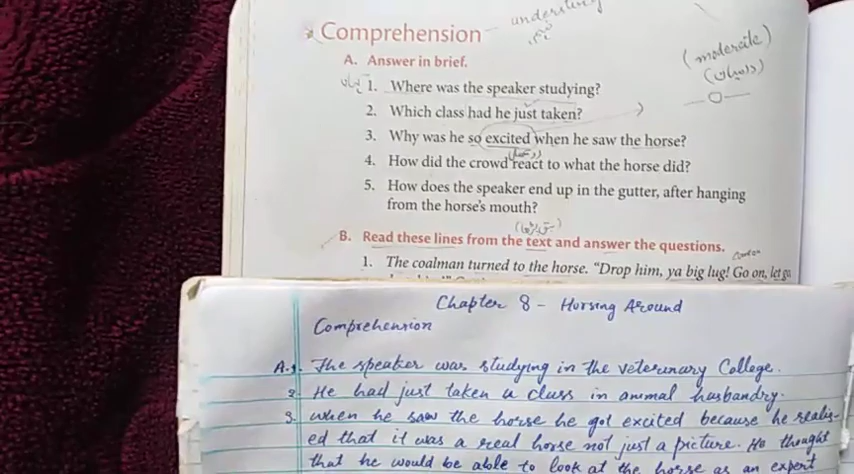 Comprehension
A. Answer in brief.
(moderate)
1. Where was the speaker studying?
2. Which class had he just taken?
3. Why was he so excited when he saw the horse?
4. How did the crowd react to what the horse did?
5. How does the speaker end up in the gutter, after hanging
from the horse's mouth?
B. Read these lines from the text and answer the questions.
1. The coalman turned to the horse. "Drop him, ya big lug! Go on, let go
Chapter 8 - Horsing Around
Comprehension
A.1. The speaker was studying in the veterinary College.
2. He had just taken a class in animal husbandry.
3. When he saw the horse he got excited because he realis-
ed that it was a real horse not just a picture. He thought
that he would be able to look at the horse as an expert